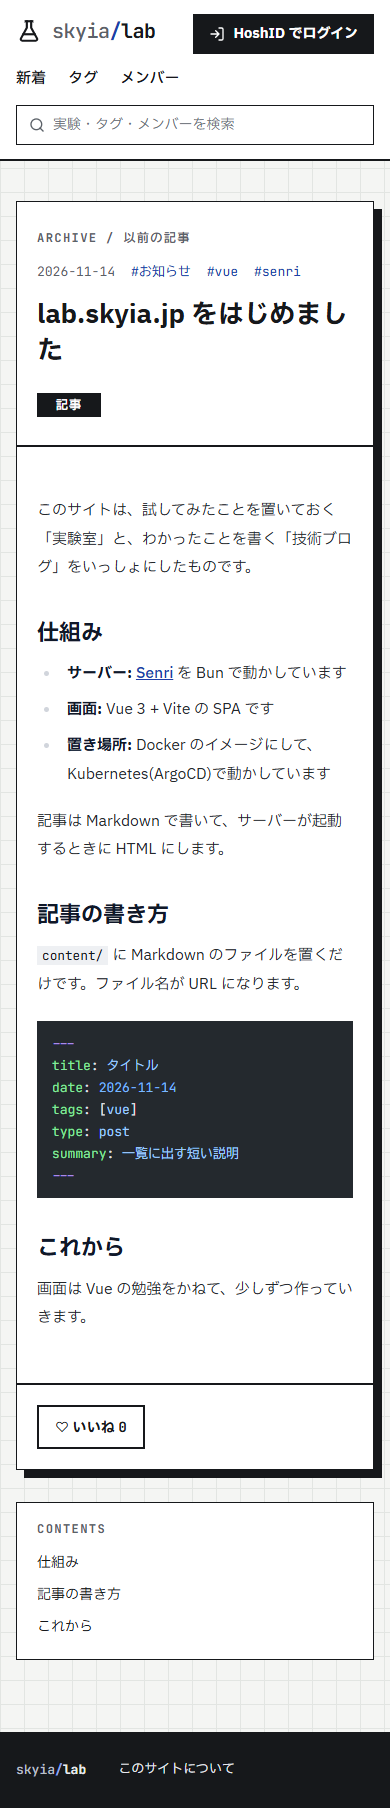 skyia/lab
HoshID でログイン
新着 タグ メンバー
実験・タグ・メンバーを検索
ARCHIVE / 以前の記事
2026-11-14 #お知らせ #vue #senri
lab.skyia.jp をはじめまし
た
記事
このサイトは、試してみたことを置いておく
「実験室」と、わかったことを書く「技術ブロ
グ」をいっしょにしたものです。
仕組み
サーバー: Senri を Bun で動かしています
画面: Vue 3 + Vite の SPA です
置き場所: Docker のイメージにして、
Kubernetes(ArgoCD)で動かしています
記事は Markdown で書いて、サーバーが起動
するときに HTML にします。
記事の書き方
content/ に Markdown のファイルを置くだ
けです。ファイル名が URL になります。
---
title: タイトル
date: 2026-11-14
tags: [vue]
type: post
summary: 一覧に出す短い説明
---
これから
画面は Vue の勉強をかねて、少しずつ作ってい
きます。
♡ いいね 0
CONTENTS
仕組み
記事の書き方
これから
skyia/lab このサイトについて